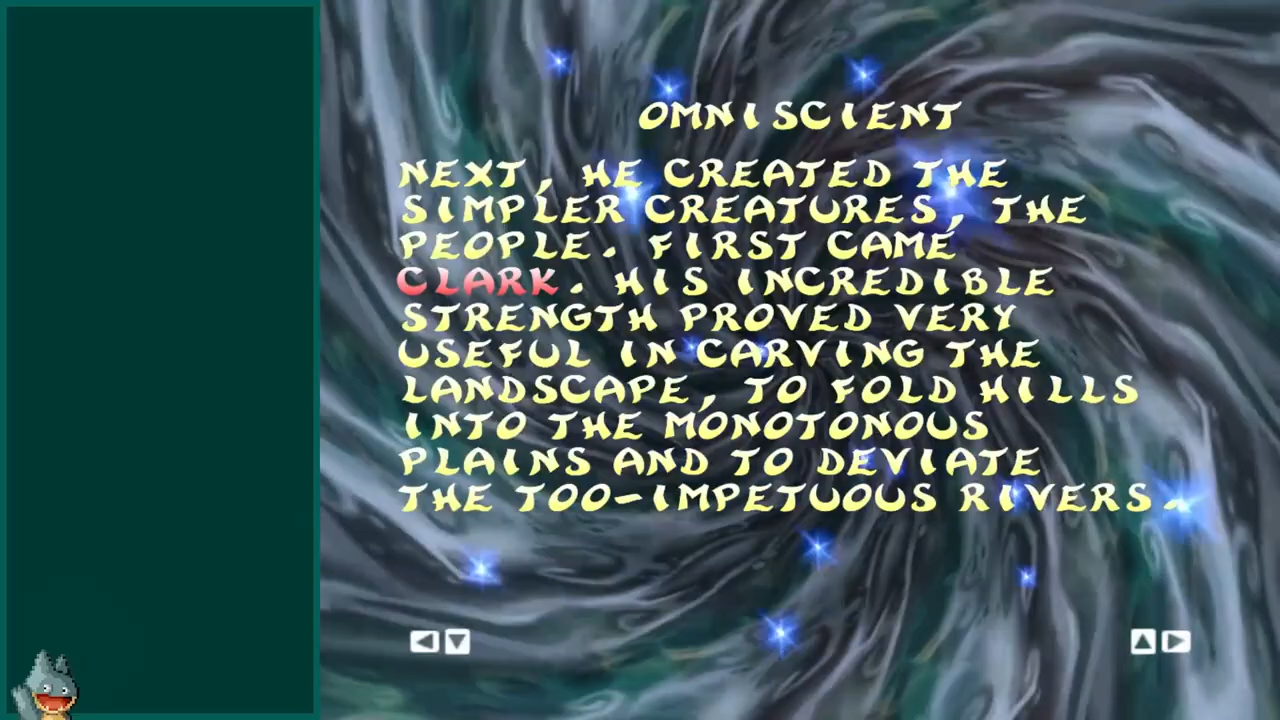 OMNISCIENT
NEXT, HE CREATED THE
SIMPLER CREATURES, THE
PEOPLE. FIRST CAME
CLARK. HIS INCREDIBLE
STRENGTH PROVED VERY
USEFUL IN CARVING THE
LANDSCAPE, TO FOLD HILLS
INTO THE MONOTONOUS
PLAINS AND TO DEVIATE
THE TOO-IMPETUOUS RIVERS.